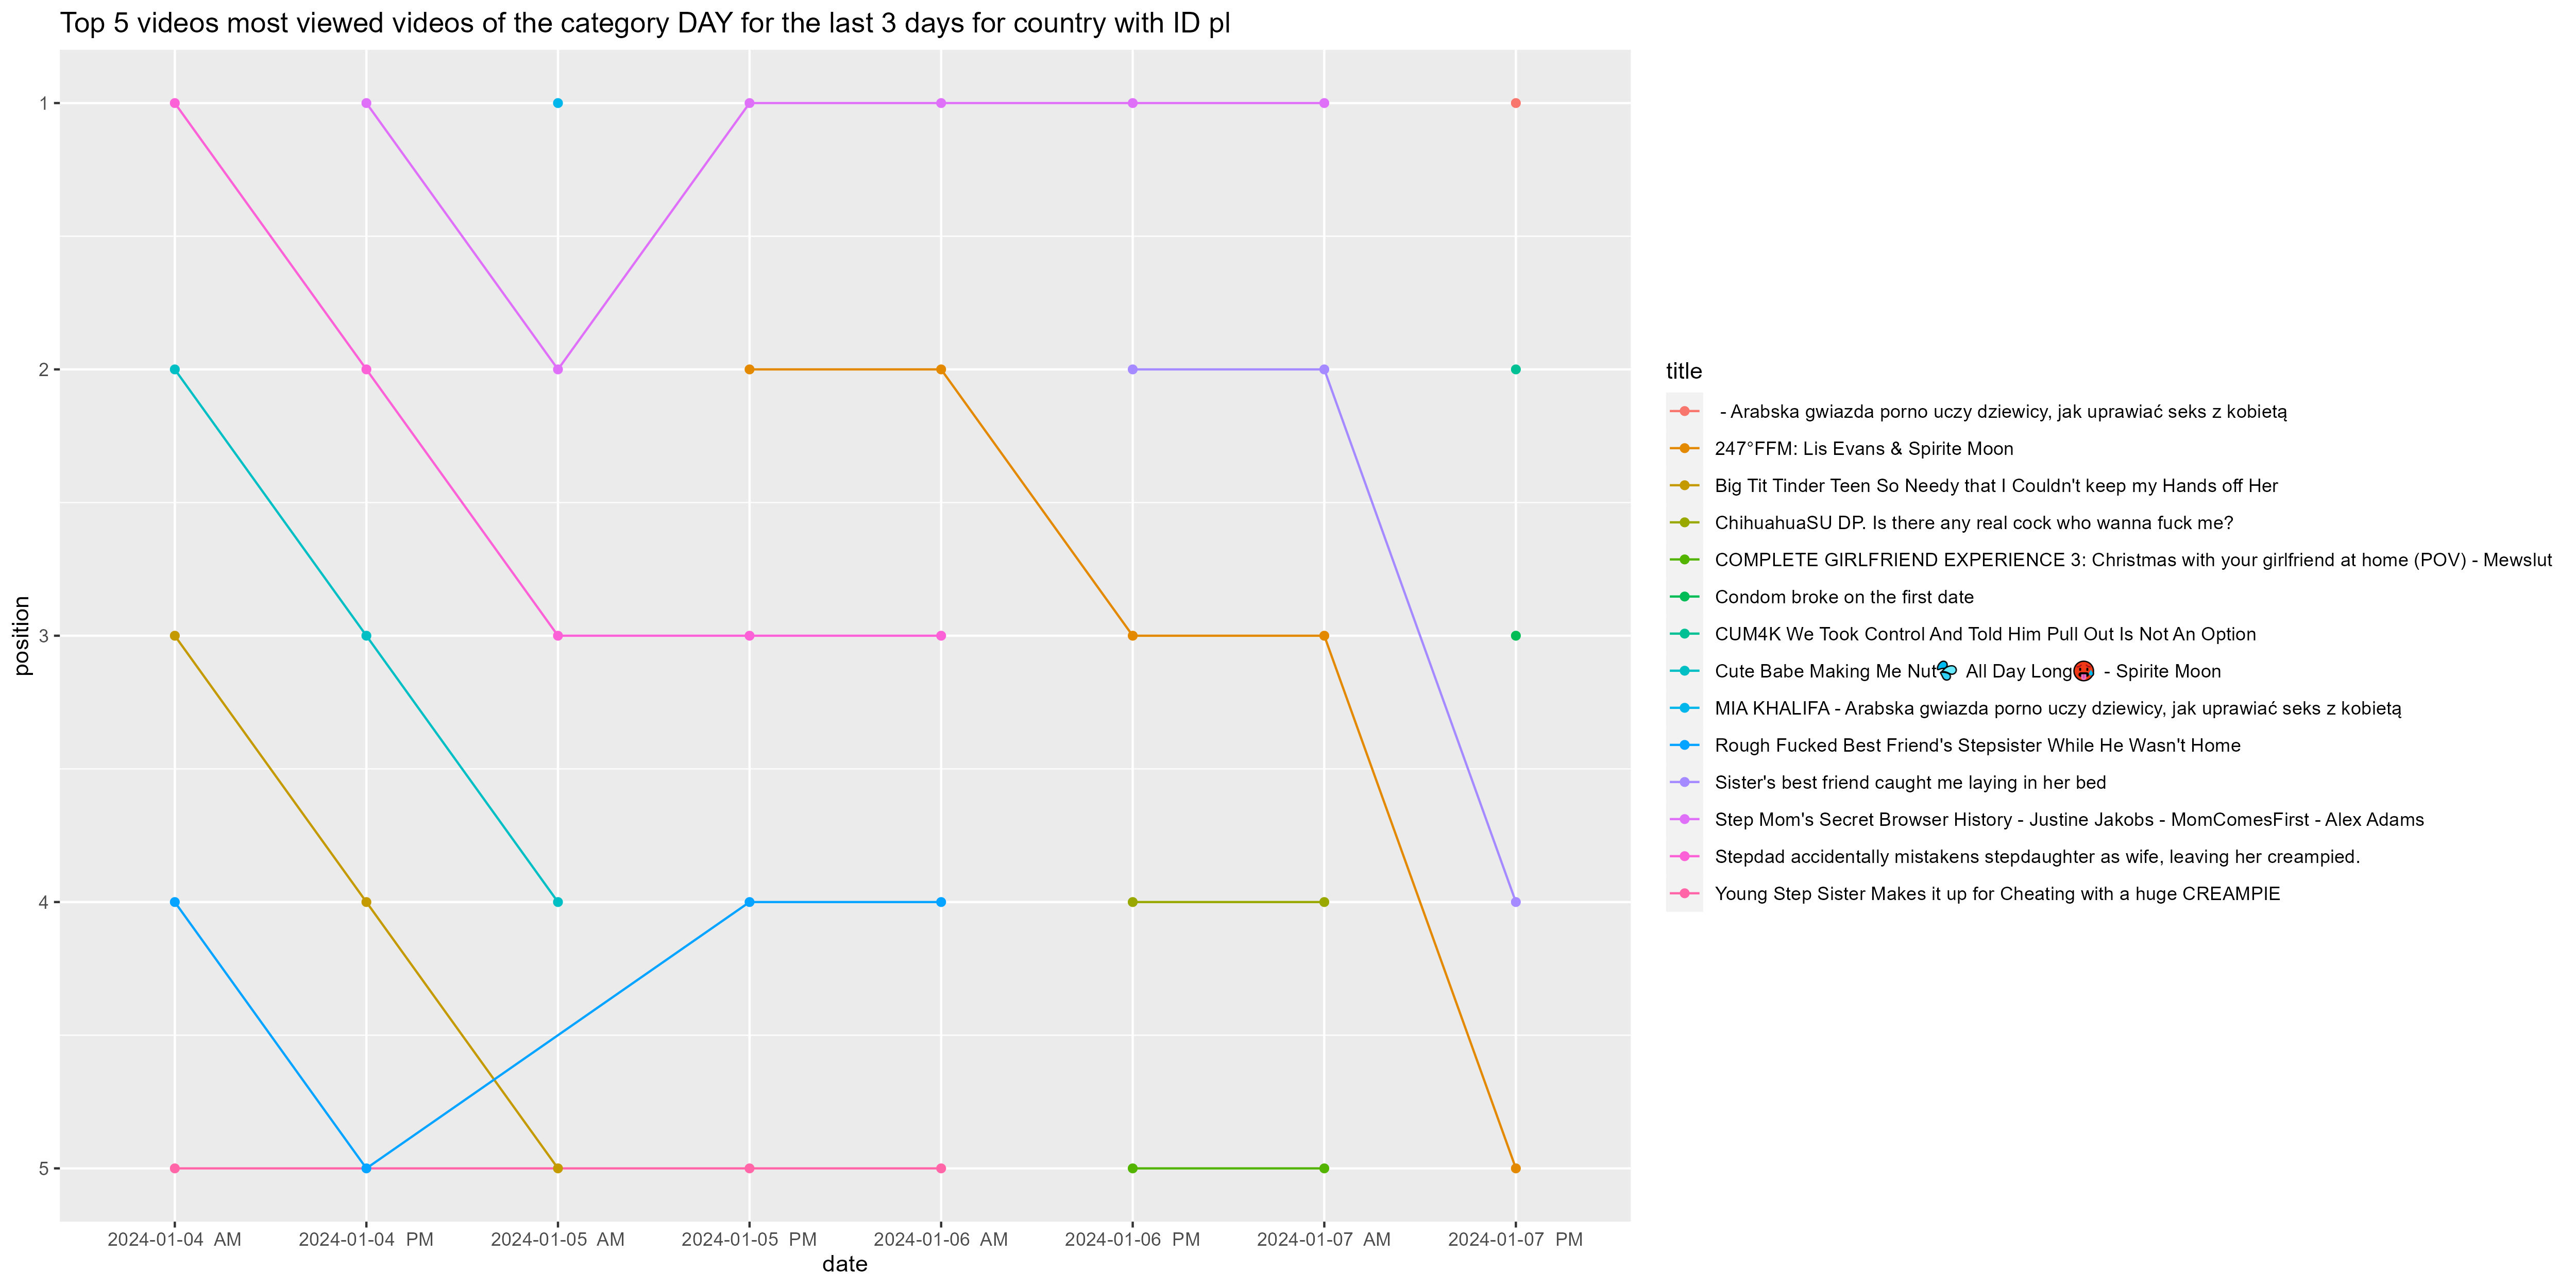 Top 5 videos most viewed videos of the category DAY for the last 3 days for country with ID pl
position
1
2
3
4
5
2024-01-04 AM
2024-01-04 PM
2024-01-05 AM
2024-01-05 PM
2024-01-06 AM
2024-01-06 PM
2024-01-07 AM
2024-01-07 PM
date
title
- Arabska gwiazda porno uczy dziewicy, jak uprawiać seks z kobietą
247°FFM: Lis Evans & Spirite Moon
Big Tit Tinder Teen So Needy that I Couldn't keep my Hands off Her
ChihuahuaSU DP. Is there any real cock who wanna fuck me?
COMPLETE GIRLFRIEND EXPERIENCE 3: Christmas with your girlfriend at home (POV) - Mewslut
Condom broke on the first date
CUM4K We Took Control And Told Him Pull Out Is Not An Option
Cute Babe Making Me Nut💦 All Day Long🥵 - Spirite Moon
MIA KHALIFA - Arabska gwiazda porno uczy dziewicy, jak uprawiać seks z kobietą
Rough Fucked Best Friend's Stepsister While He Wasn't Home
Sister's best friend caught me laying in her bed
Step Mom's Secret Browser History - Justine Jakobs - MomComesFirst - Alex Adams
Stepdad accidentally mistakens stepdaughter as wife, leaving her creampied.
Young Step Sister Makes it up for Cheating with a huge CREAMPIE